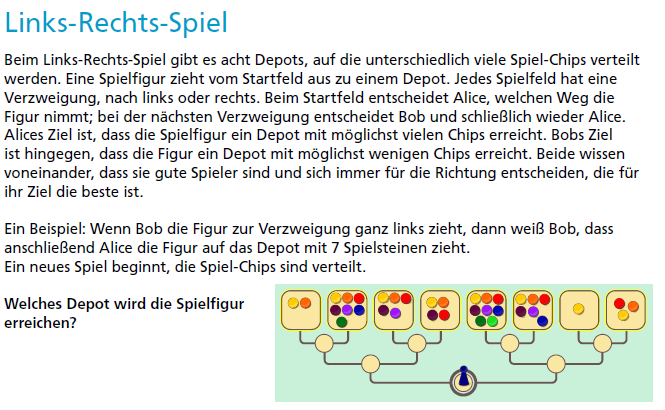 Links-Rechts-Spiel
Beim Links-Rechts-Spiel gibt es acht Depots, auf die unterschiedlich viele Spiel-Chips verteilt
werden. Eine Spielfigur zieht vom Startfeld aus zu einem Depot. Jedes Spielfeld hat eine
Verzweigung, nach links oder rechts. Beim Startfeld entscheidet Alice, welchen Weg die
Figur nimmt; bei der nächsten Verzweigung entscheidet Bob und schließlich wieder Alice.
Alices Ziel ist, dass die Spielfigur ein Depot mit möglichst vielen Chips erreicht. Bobs Ziel
ist hingegen, dass die Figur ein Depot mit möglichst wenigen Chips erreicht. Beide wissen
voneinander, dass sie gute Spieler sind und sich immer für die Richtung entscheiden, die für
ihr Ziel die beste ist.
Ein Beispiel: Wenn Bob die Figur zur Verzweigung ganz links zieht, dann weiß Bob, dass
anschließend Alice die Figur auf das Depot mit 7 Spielsteinen zieht.
Ein neues Spiel beginnt, die Spiel-Chips sind verteilt.
Welches Depot wird die Spielfigur
erreichen?